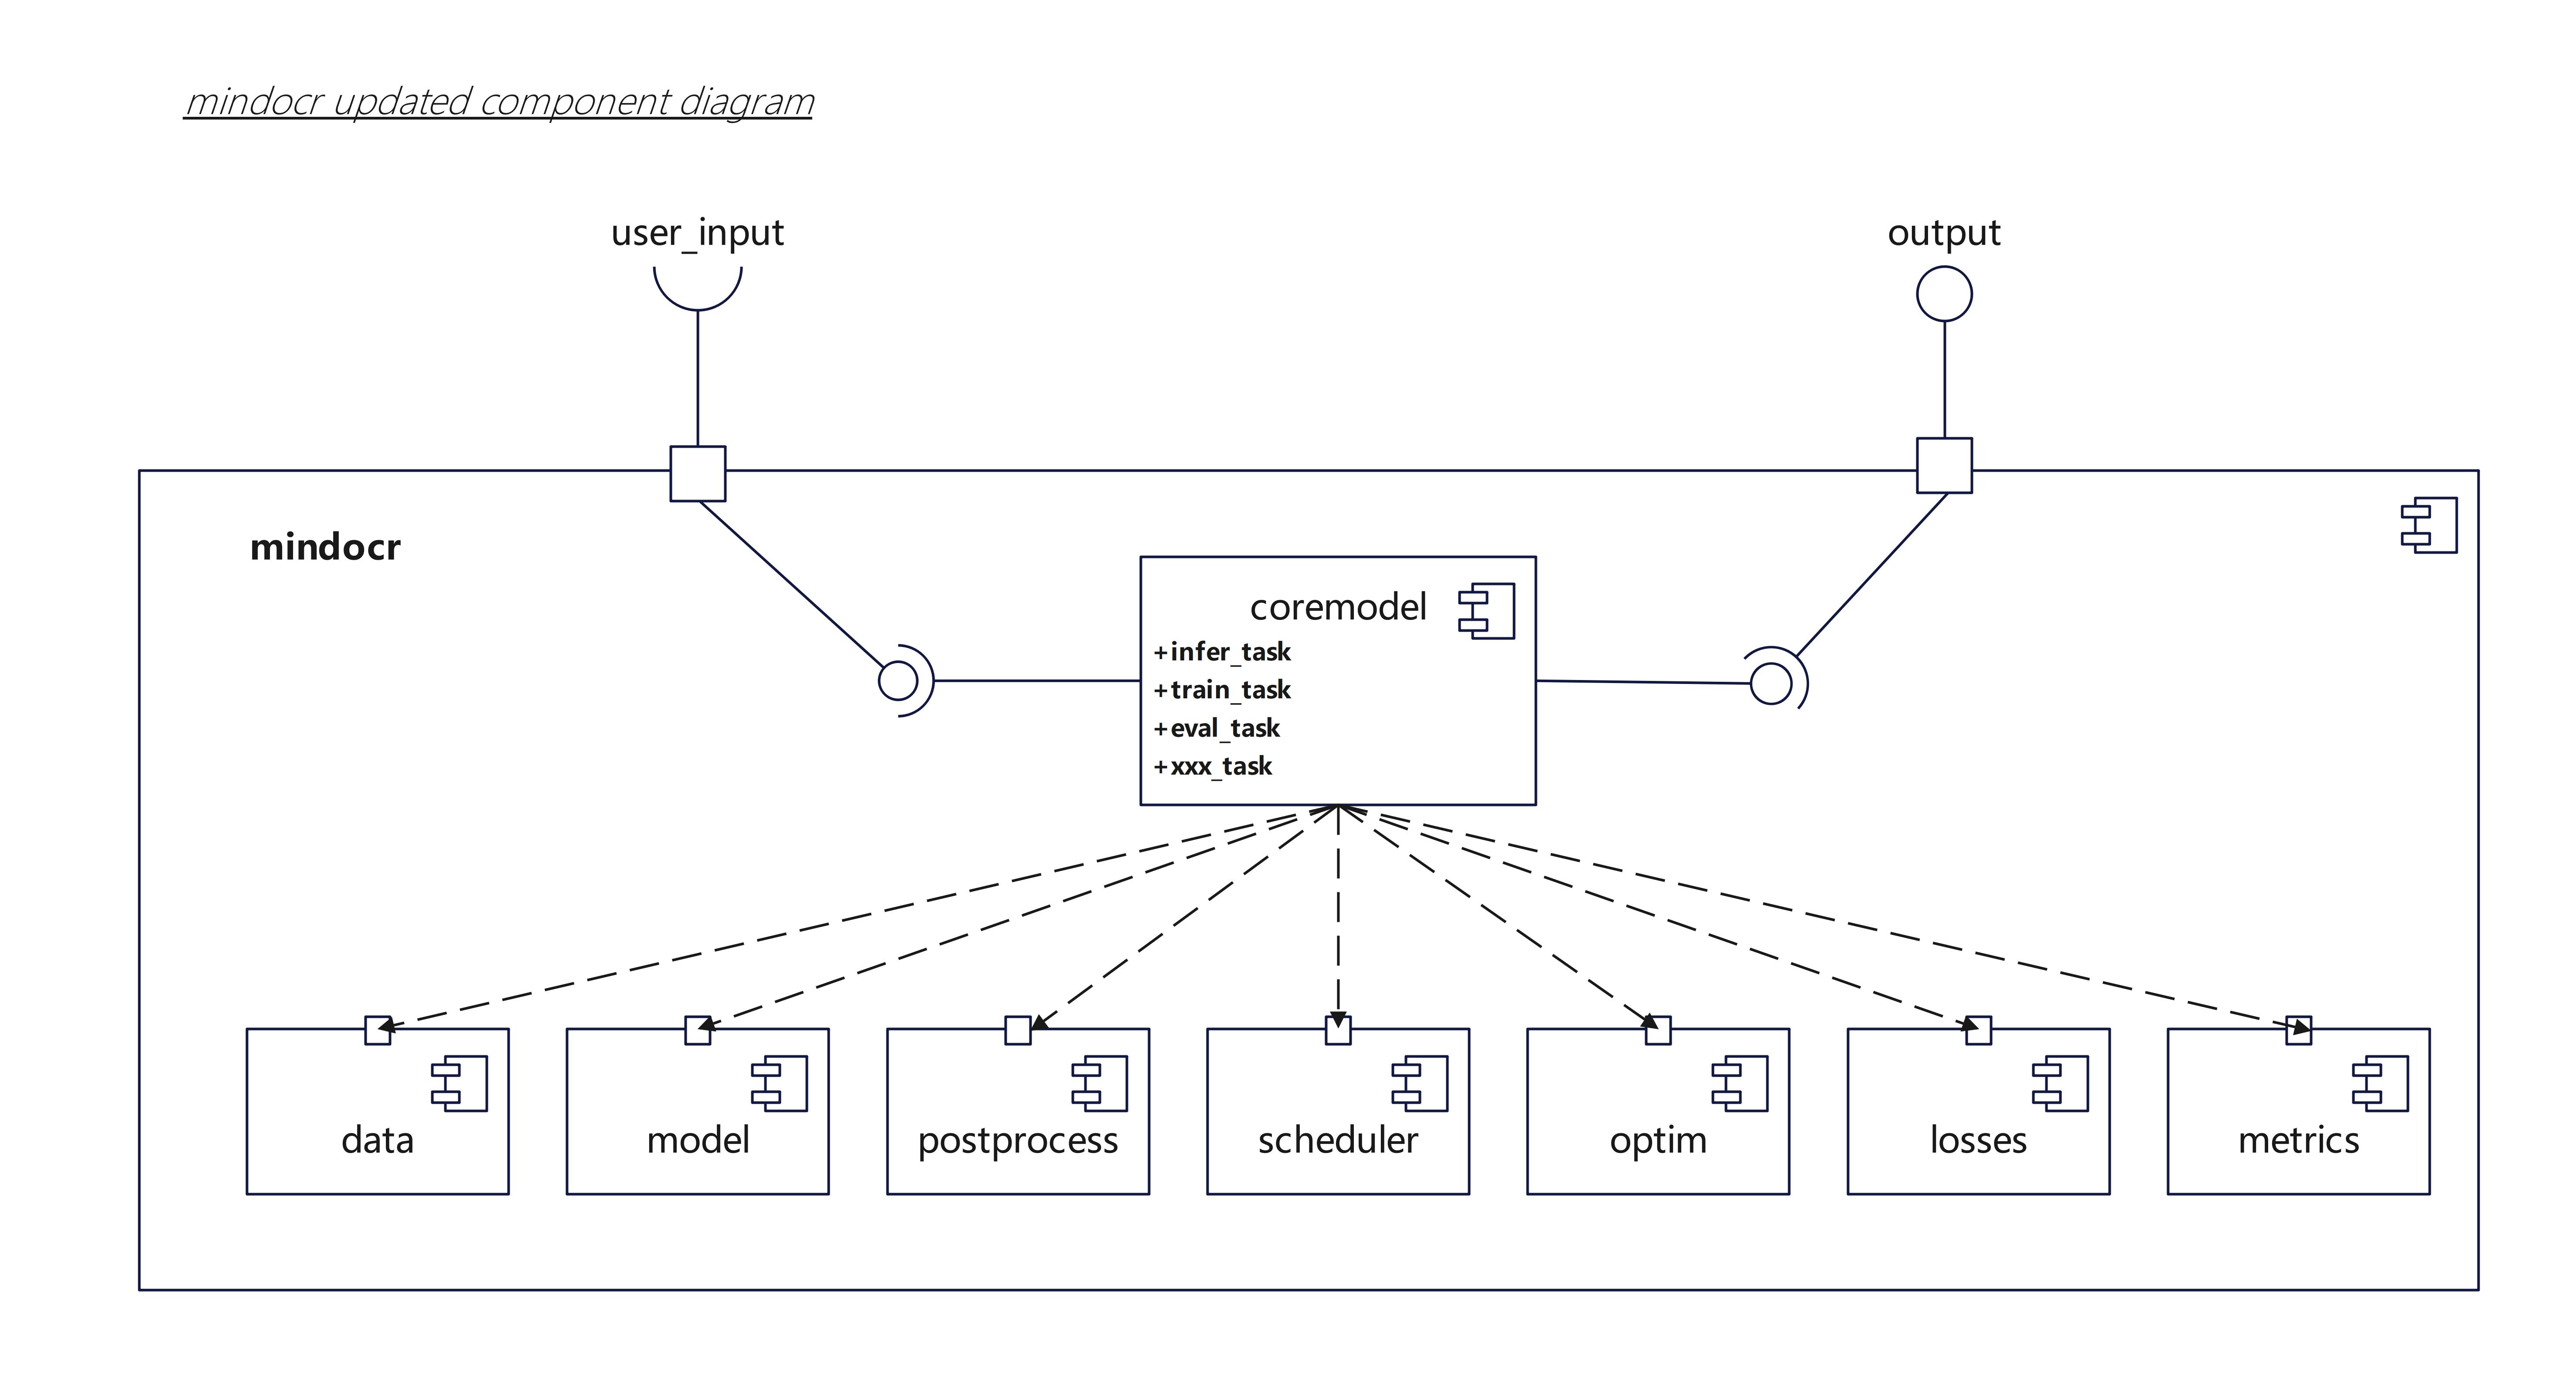 mindocr updated component diagram
user_input
output
mindocr
coremodel
+infer_task
+train_task
+eval_task
+xxx_task
data
model
postprocess
scheduler
optim
losses
metrics